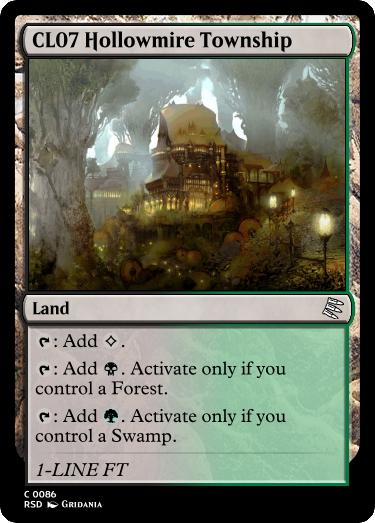 CL07 Hollowmire Township
Land
: Add .
: Add . Activate only if you
control a Forest.
: Add . Activate only if you
control a Swamp.
1-LINE FT
C 0086
RSD Gridania